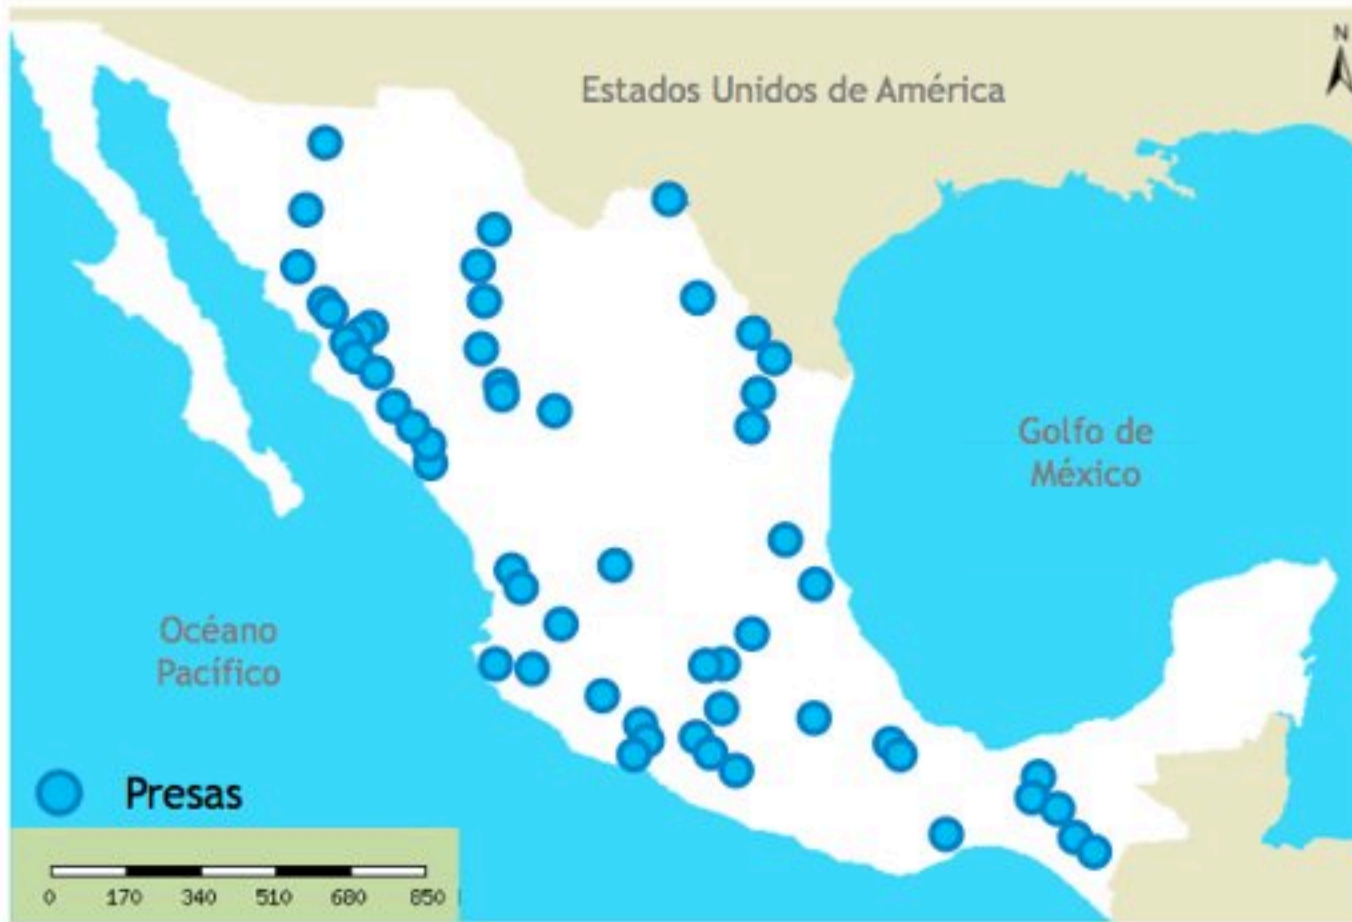 N
Estados Unidos de América
Golfo de
México
Océano
Pacífico
Presas
0 170 340 510 680 850